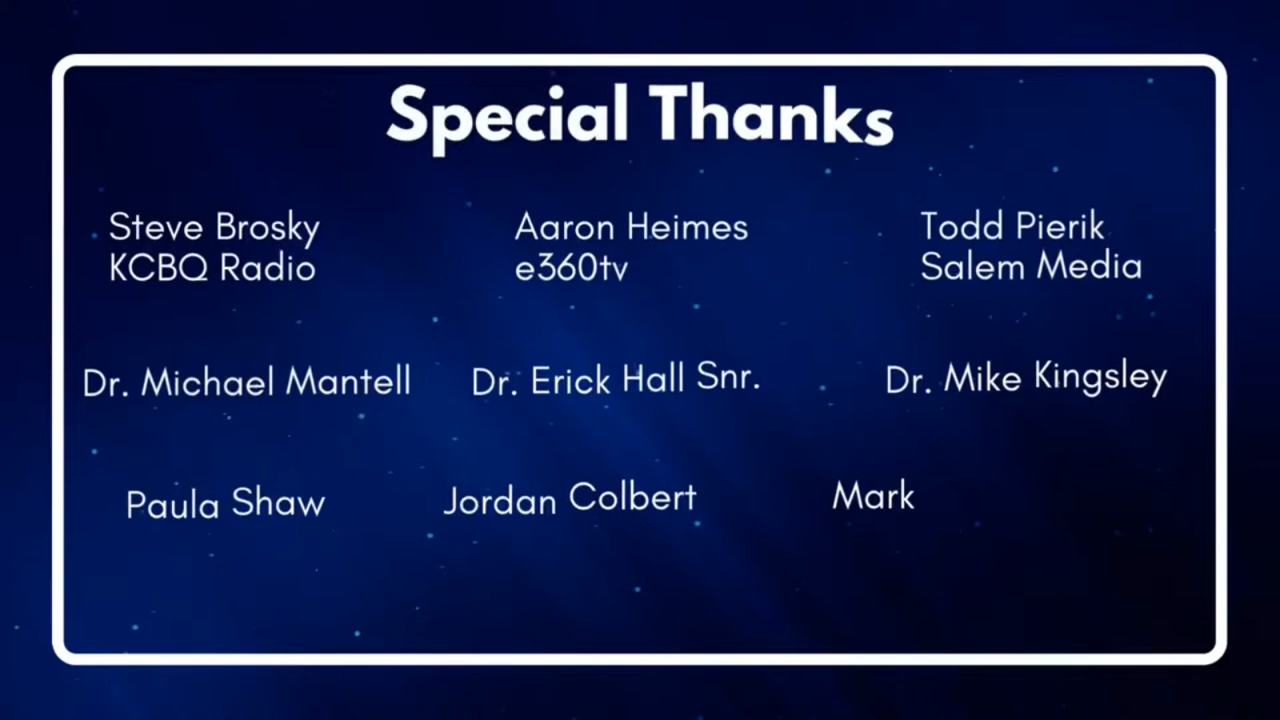 Special Thanks
Steve Brosky
KCBQ Radio
Aaron Heimes
e360tv
Todd Pierik
Salem Media
Dr. Michael Mantell
Dr. Erick Hall Snr.
Dr. Mike Kingsley
Paula Shaw
Jordan Colbert
Mark